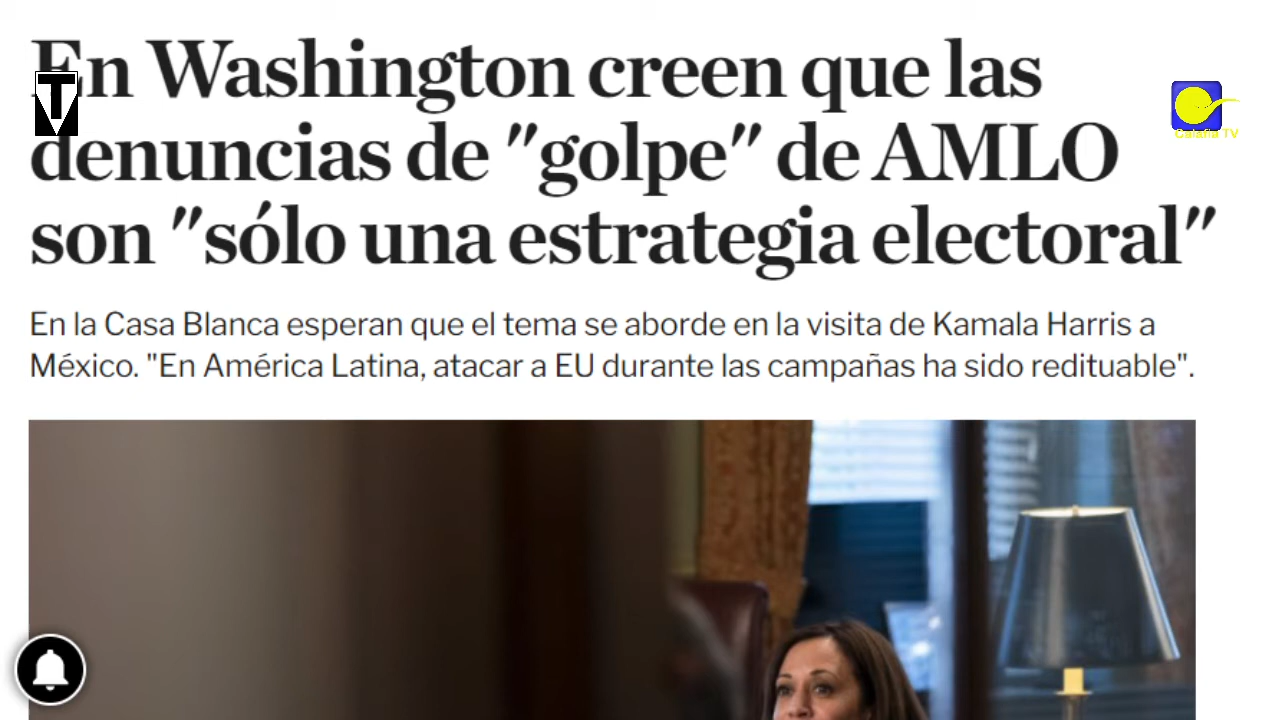 En Washington creen que las
denuncias de "golpe" de AMLO
son "sólo una estrategia electoral"
En la Casa Blanca esperan que el tema se aborde en la visita de Kamala Harris a
México. "En América Latina, atacar a EU durante las campañas ha sido redituable".
Calafia TV